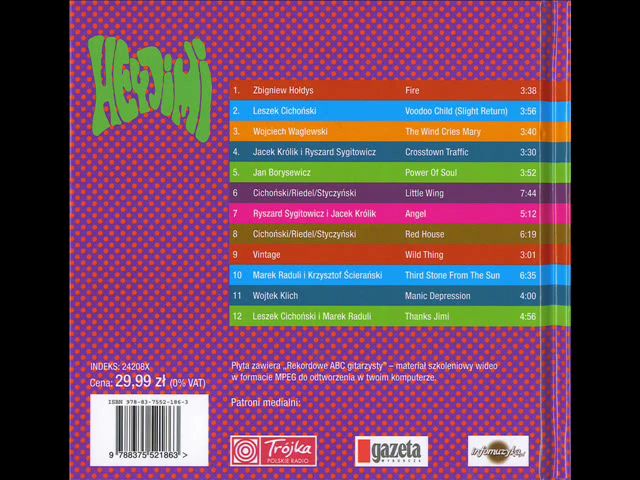 HEY JIMI
1. Zbigniew Hołdys Fire 3:38
2. Leszek Cichoński Voodoo Child (Slight Return) 3:56
3. Wojciech Waglewski The Wind Cries Mary 3:40
4. Jacek Królik i Ryszard Sygitowicz Crosstown Traffic 3:30
5. Jan Borysewicz Power Of Soul 3:52
6 Cichoński/Riedel/Styczyński Little Wing 7:44
7 Ryszard Sygitowicz i Jacek Królik Angel 5:12
8 Cichoński/Riedel/Styczyński Red House 6:19
9 Vintage Wild Thing 3:01
10 Marek Raduli i Krzysztof Ścierański Third Stone From The Sun 6:35
11 Wojtek Klich Manic Depression 4:00
12 Leszek Cichoński i Marek Raduli Thanks Jimi 4:56
INDEKS: 24208X
Cena: 29,99 zł (0% VAT)
Płyta zawiera „Rekordowe ABC gitarzysty” – materiał szkoleniowy wideo
w formacie MPEG do odtworzenia w twoim komputerze.
Patroni medialni:
ISBN 978-83-7552-186-3
9 788375 521863 >
Trójka
POLSKIE RADIO
gazeta
WYBORCZA
infomuzyka.pl